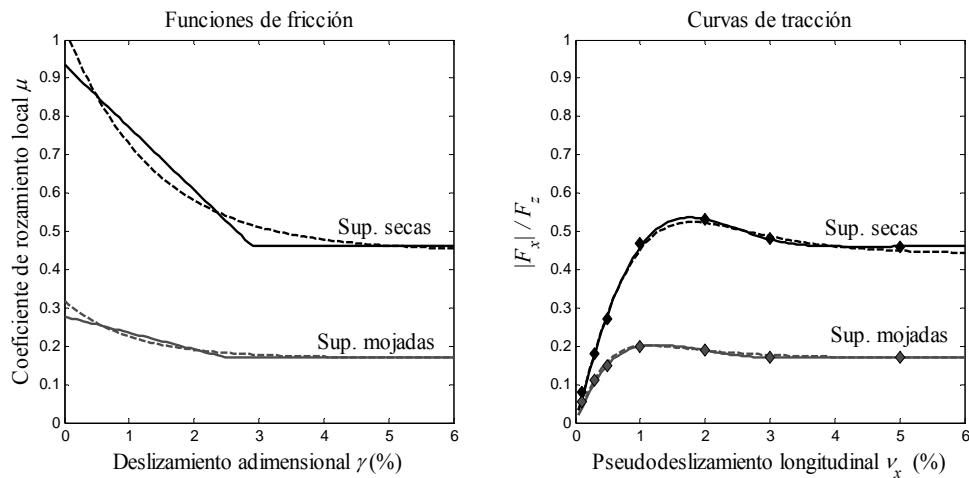 Funciones de fricción
Coeficiente de rozamiento local μ
1
0.9
0.8
0.7
0.6
0.5
0.4
0.3
0.2
0.1
0
Sup. secas
Sup. mojadas
0 1 2 3 4 5 6
Deslizamiento adimensional γ (%)
Curvas de tracción
|Fx| / Fz
1
0.9
0.8
0.7
0.6
0.5
0.4
0.3
0.2
0.1
0
Sup. secas
Sup. mojadas
0 1 2 3 4 5 6
Pseudodeslizamiento longitudinal νx (%)